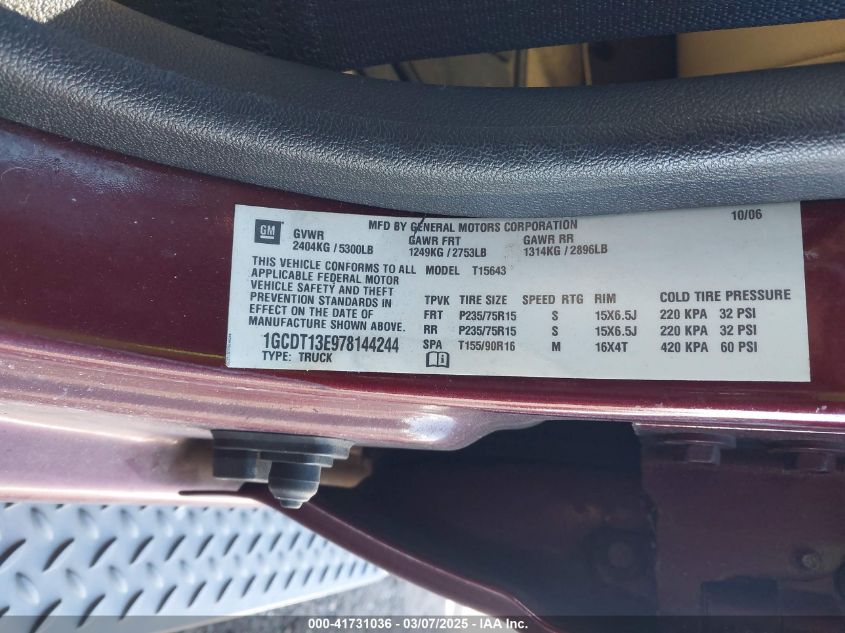 GM
MFD BY GENERAL MOTORS CORPORATION
10/06
GVWR GAWR FRT GAWR RR
2404KG / 5300LB 1249KG / 2753LB 1314KG / 2896LB
THIS VEHICLE CONFORMS TO ALL
APPLICABLE FEDERAL MOTOR
VEHICLE SAFETY AND THEFT
PREVENTION STANDARDS IN
EFFECT ON THE DATE OF
MANUFACTURE SHOWN ABOVE.
1GCDT13E978144244
TYPE: TRUCK
MODEL T15643
TPVK TIRE SIZE SPEED RTG RIM COLD TIRE PRESSURE
FRT P235/75R15 S 15X6.5J 220 KPA 32 PSI
RR P235/75R15 S 15X6.5J 220 KPA 32 PSI
SPA T155/90R16 M 16X4T 420 KPA 60 PSI
000-41731036 - 03/07/2025 - 1STG.